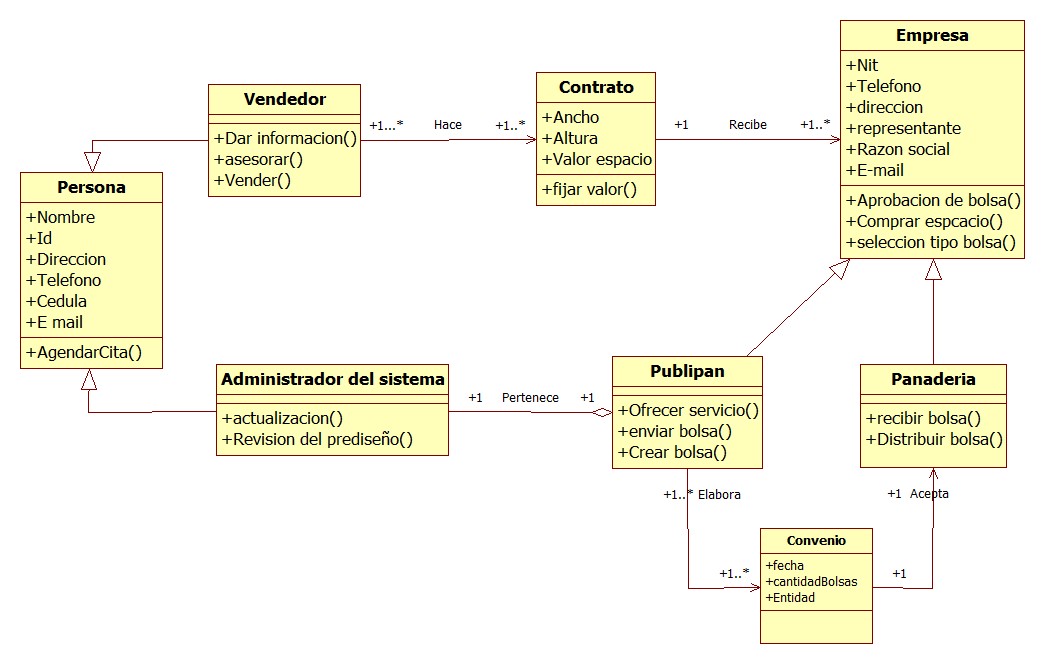 Empresa
+Nit
+Telefono
+direccion
+representante
+Razon social
+E-mail
+Aprobacion de bolsa()
+Comprar espcacio()
+seleccion tipo bolsa()
Vendedor
+Dar informacion()
+asesorar()
+Vender()
+1...* Hace +1..*
Contrato
+Ancho
+Altura
+Valor espacio
+fijar valor()
+1 Recibe +1..*
Persona
+Nombre
+Id
+Direccion
+Telefono
+Cedula
+E mail
+AgendarCita()
Administrador del sistema
+actualizacion()
+Revision del prediseño()
+1 Pertenece +1
Publipan
+Ofrecer servicio()
+enviar bolsa()
+Crear bolsa()
Panaderia
+recibir bolsa()
+Distribuir bolsa()
+1..* Elabora
+1 Acepta
+1..*
Convenio
+fecha
+cantidadBolsas
+Entidad
+1